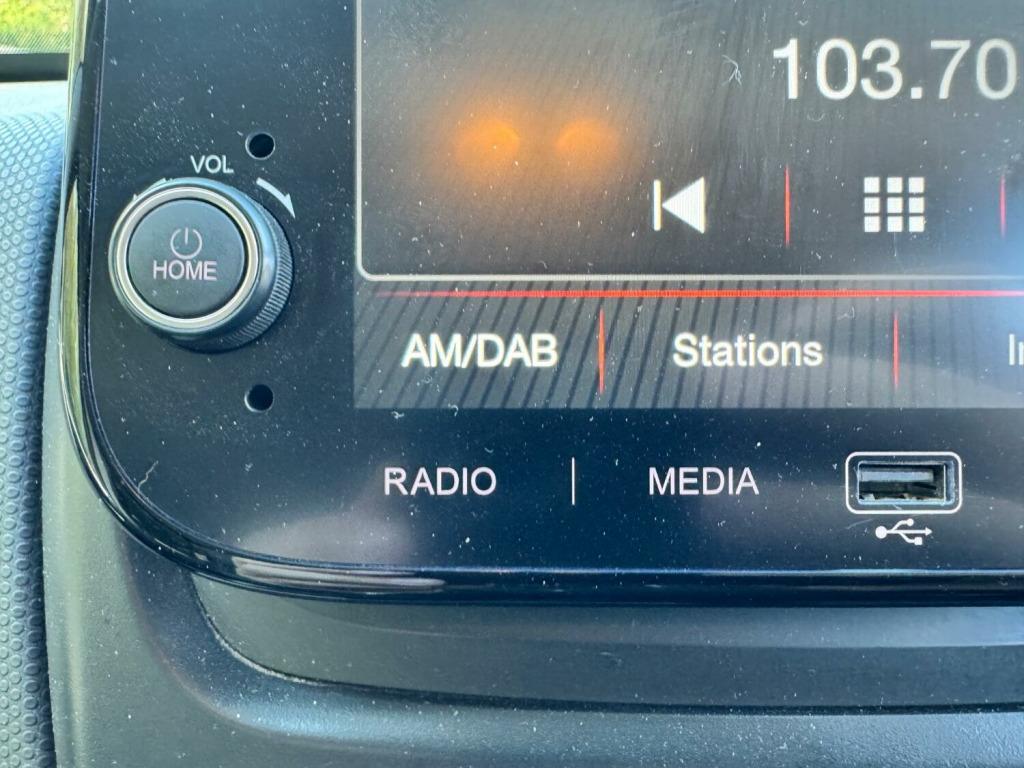 103.70
VOL
HOME
AM/DAB
Stations
RADIO
MEDIA